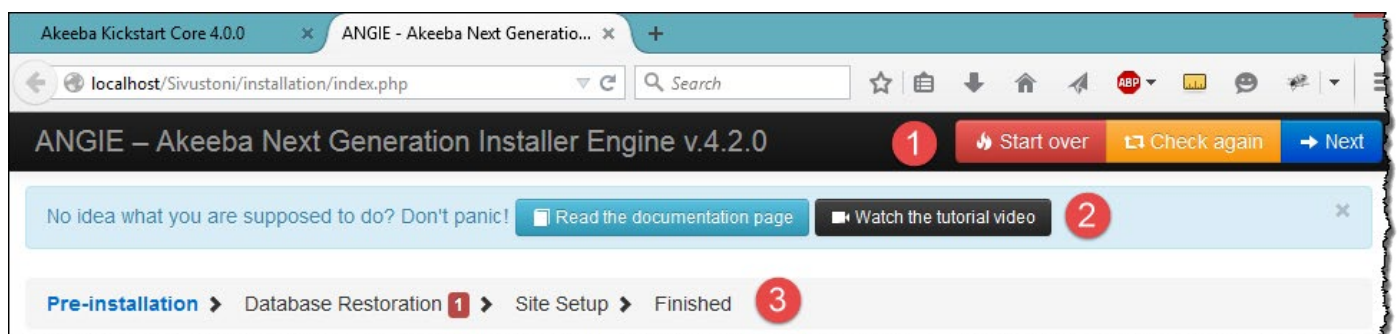 Akeeba Kickstart Core 4.0.0 × ANGIE - Akeeba Next Generatio... × +
localhost/Sivustoni/installation/index.php Search ABP
ANGIE – Akeeba Next Generation Installer Engine v.4.2.0 1 Start over Check again Next
No idea what you are supposed to do? Don't panic! Read the documentation page Watch the tutorial video 2 ×
Pre-installation > Database Restoration 1 > Site Setup > Finished 3